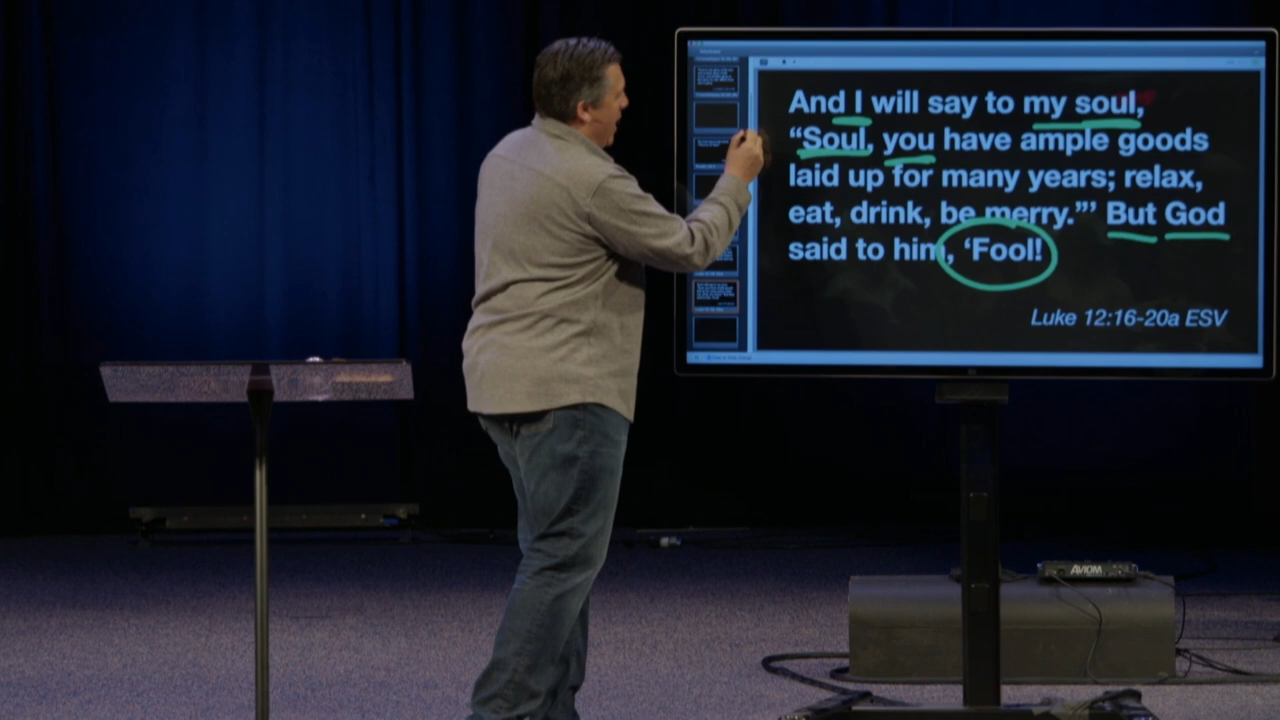 And I will say to my soul,
“Soul, you have ample goods
laid up for many years; relax,
eat, drink, be merry.”’ But God
said to him, ‘Fool!
Luke 12:16-20a ESV
AVIOM